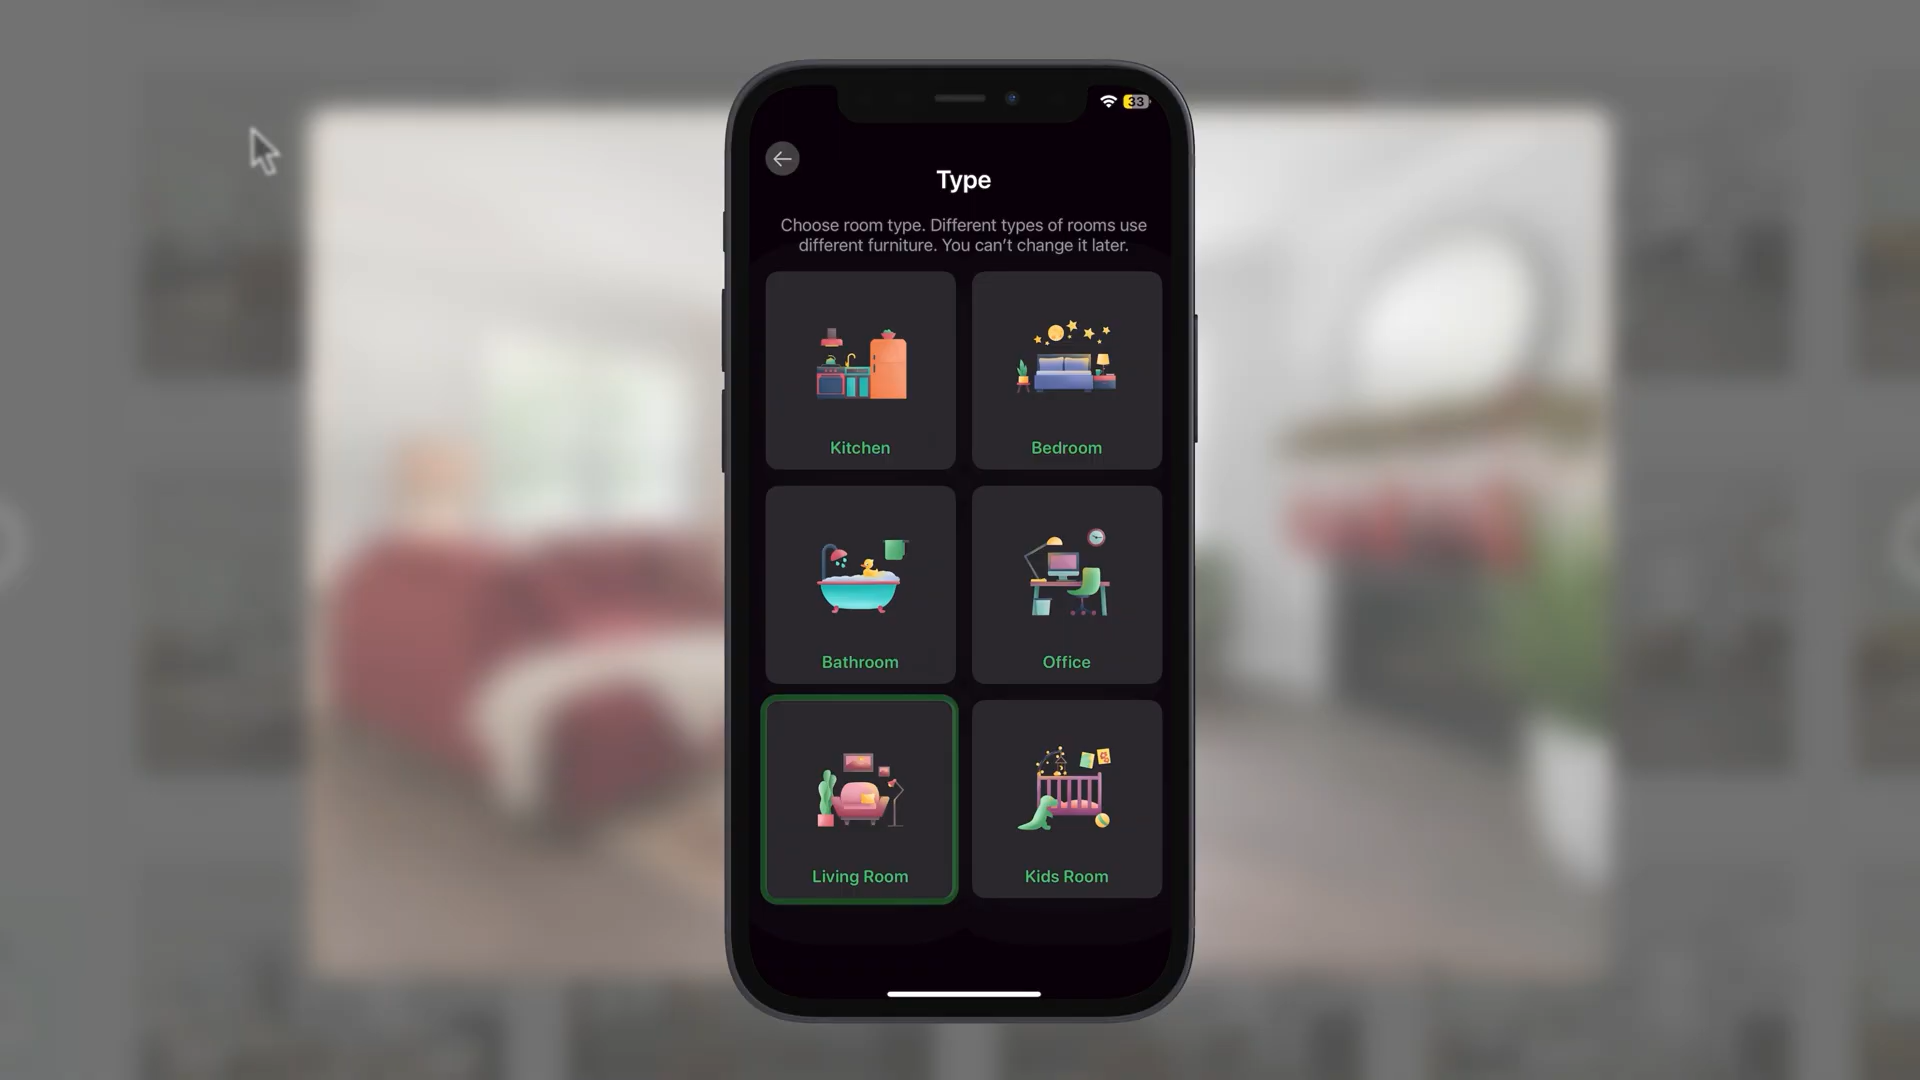 33
Type
Choose room type. Different types of rooms use
different furniture. You can’t change it later.
Kitchen
Bedroom
Bathroom
Office
Living Room
Kids Room